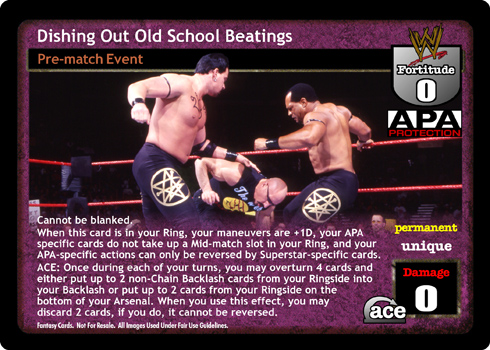 Dishing Out Old School Beatings
Pre-match Event
W
Fortitude
0
APA
PROTECTION
Cannot be blanked.
When this card is in your Ring, your maneuvers are +1D, your APA
specific cards do not take up a Mid-match slot in your Ring, and your
APA-specific actions can only be reversed by Superstar-specific cards.
ACE: Once during each of your turns, you may overturn 4 cards and
either put up to 2 non-Chain Backlash cards from your Ringside into
your Backlash or put up to 2 cards from your Ringside on the
bottom of your Arsenal. When you use this effect, you may
discard 2 cards, if you do, it cannot be reversed.
Fantasy Cards. Not For Resale. All Images Used Under Fair Use Guidelines.
permanent
unique
Damage
0
ace